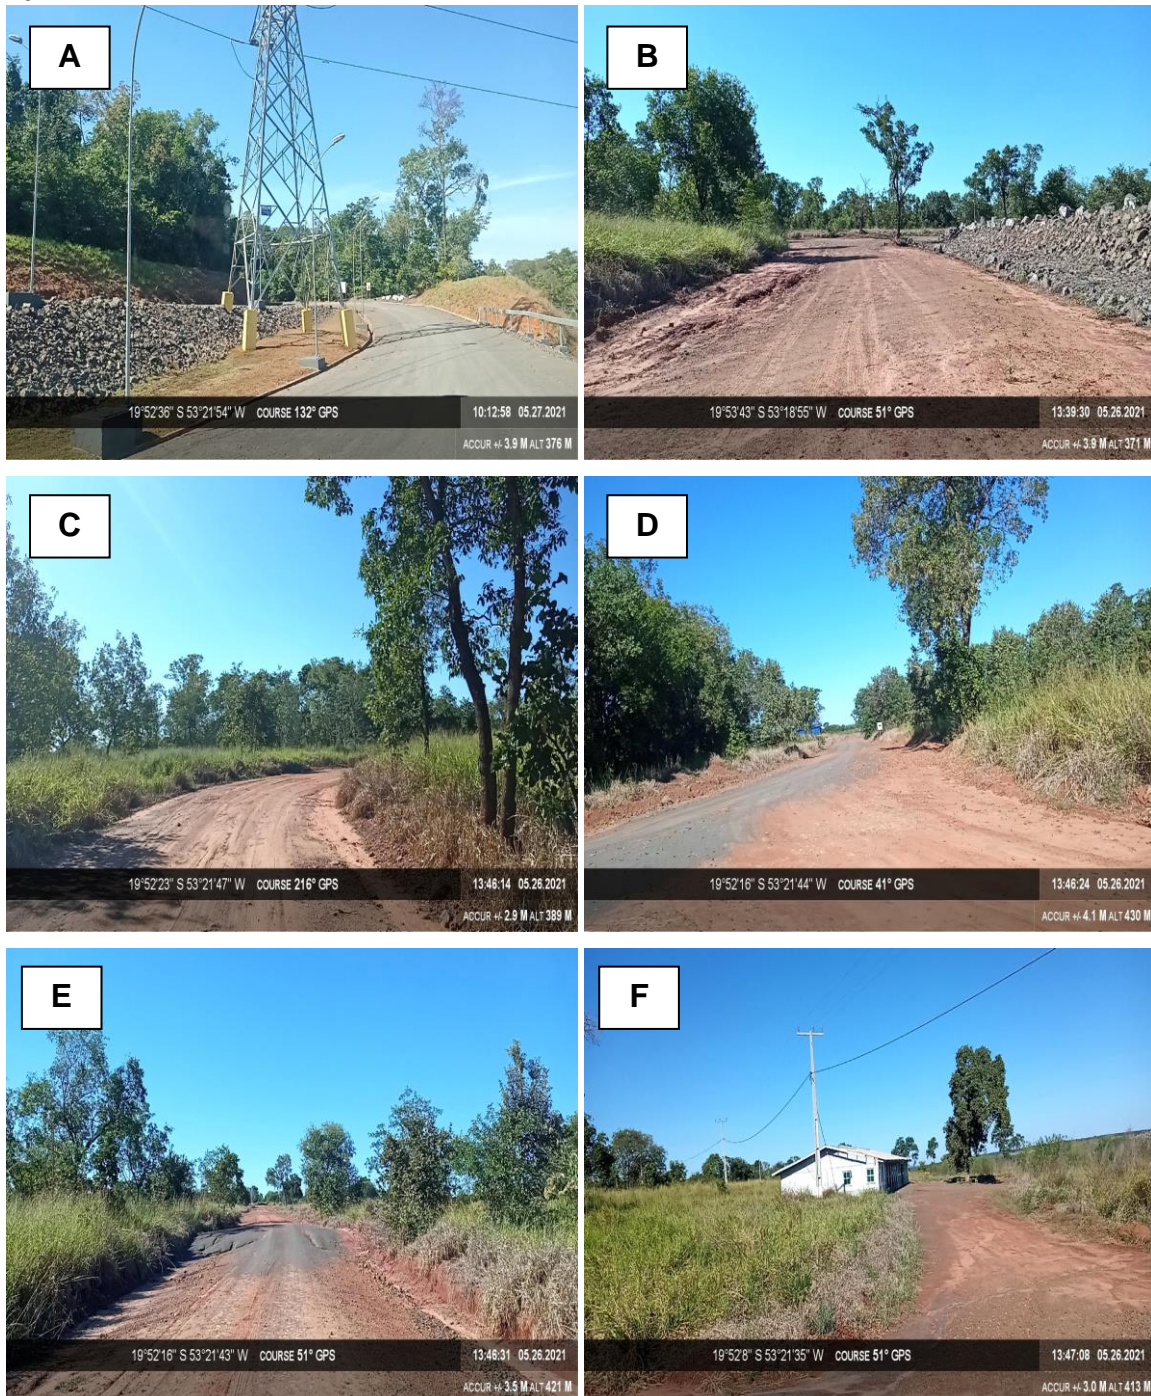 A
19°52'36" S 53°21'54" W COURSE 132° GPS 10:12:58 05.27.2021
ACCUR +/- 3.9 M ALT 376 M
B
19°53'43" S 53°18'55" W COURSE 51° GPS 13:39:30 05.26.2021
ACCUR +/- 3.9 M ALT 371 M
C
19°52'23" S 53°21'47" W COURSE 216° GPS 13:46:14 05.26.2021
ACCUR +/- 2.9 M ALT 389 M
D
19°52'16" S 53°21'44" W COURSE 41° GPS 13:46:24 05.26.2021
ACCUR +/- 4.1 M ALT 430 M
E
19°52'16" S 53°21'43" W COURSE 51° GPS 13:46:31 05.26.2021
ACCUR +/- 3.5 M ALT 421 M
F
19°52'8" S 53°21'35" W COURSE 51° GPS 13:47:08 05.26.2021
ACCUR +/- 3.0 M ALT 413 M